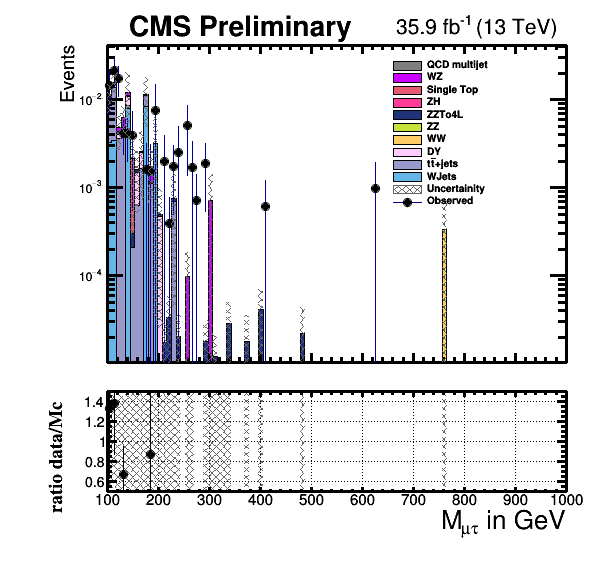 CMS Preliminary 35.9 fb⁻¹ (13 TeV)
Events
10⁻²
10⁻³
10⁻⁴
QCD multijet
WZ
Single Top
ZH
ZZTo4L
ZZ
WW
DY
tt̄+jets
WJets
Uncertainity
Observed
ratio data/Mc
1.4
1.2
1
0.8
0.6
100 200 300 400 500 600 700 800 900 1000
Mμτ in GeV